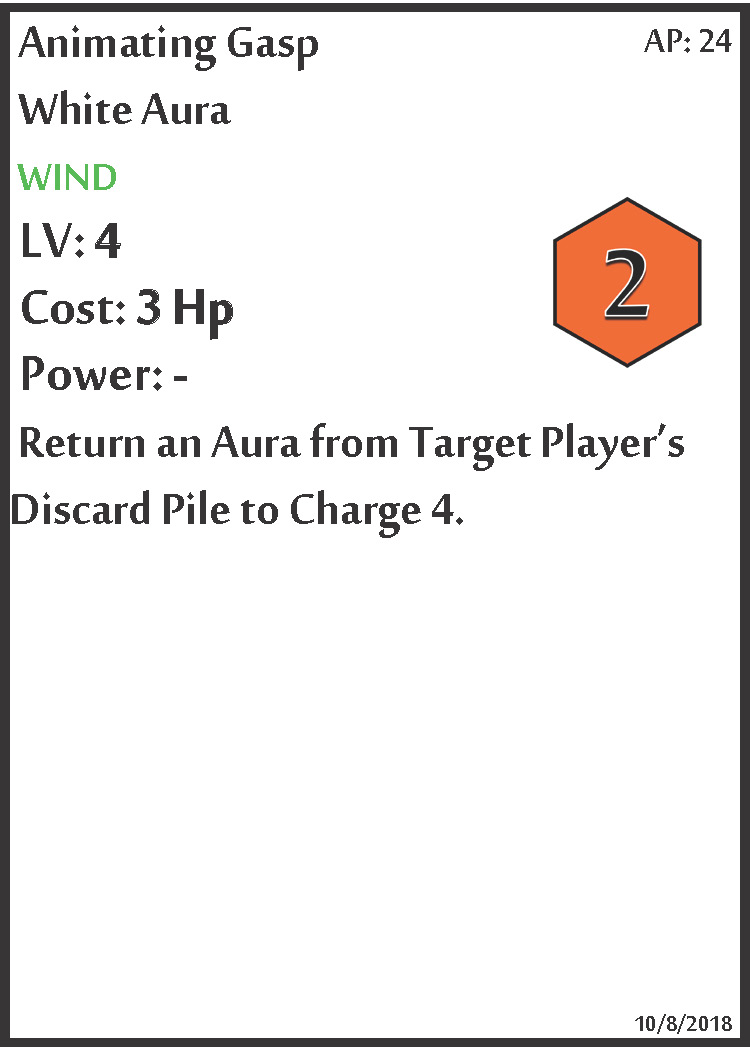 Animating Gasp
AP: 24
White Aura
WIND
LV: 4
Cost: 3 Hp
2
Power: -
Return an Aura from Target Player's
Discard Pile to Charge 4.
10/8/2018